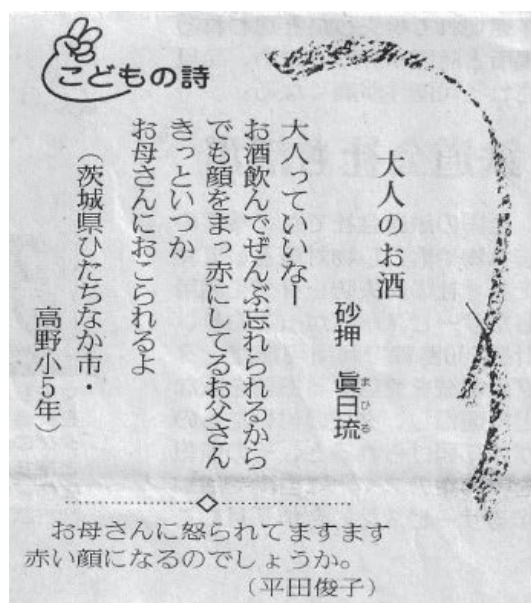 こどもの詩
大人のお酒
砂押 眞日琉
まひる
大人っていいなー
お酒飲んでぜんぶ忘れられるから
でも顔をまっ赤にしてるお父さん
きっといつか
お母さんにおこられるよ
（茨城県ひたちなか市・
高野小5年）
お母さんに怒られてますます
赤い顔になるのでしょうか。
（平田俊子）